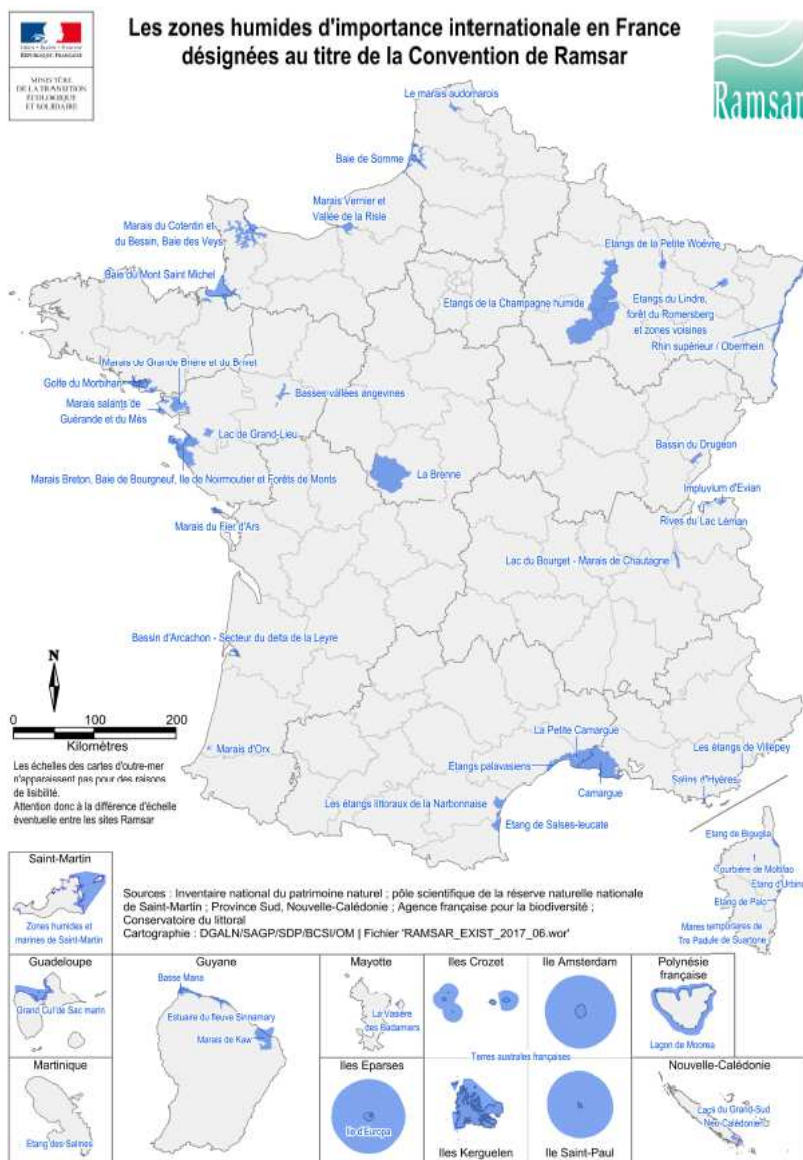 Les zones humides d'importance internationale en France
désignées au titre de la Convention de Ramsar
RÉPUBLIQUE FRANÇAISE
MINISTÈRE
DE LA TRANSITION
ÉCOLOGIQUE
ET SOLIDAIRE
Ramsar
Le marais audomarois
Baie de Somme
Marais Vernier et
Vallée de la Risle
Marais du Cotentin et
du Bessin, Baie des Veys
Baie du Mont Saint Michel
Etangs de la Petite Woëvre
Etangs de la Champagne humide
Etangs du Lindre,
forêt du Romersberg
et zones voisines
Rhin supérieur / Oberrhein
Marais de Grande Brière et du Brivet
Golfe du Morbihan
Basses vallées angevines
Marais salants de
Guérande et du Més
Lac de Grand-Lieu
Marais Breton, Baie de Bourgneuf, Ile de Noirmoutier et Forêts de Monts
La Brenne
Bassin du Drugeon
Impluvium d'Evian
Rives du Lac Léman
Marais du Fier d'Ars
Lac du Bourget - Marais de Chautagne
Bassin d'Arcachon - Secteur du delta de la Leyre
N
0 100 200
Kilomètres
Les échelles des cartes d'outre-mer
n'apparaissent pas pour des raisons
de lisibilité.
Attention donc à la différence d'échelle
éventuelle entre les sites Ramsar
Marais d'Orx
La Petite Camargue
Les étangs de Villepey
Etangs palavasiens
Camargue
Salins d'Hyères
Les étangs littoraux de la Narbonnaise
Etang de Salses-leucate
Etang de Biguglia
Tourbière de Moltifao
Etang d'Urbino
Etang de Palo
Mares temporaires de
Tre Padule de Suartone
Saint-Martin
Zones humides et
marines de Saint-Martin
Sources : Inventaire national du patrimoine naturel ; pôle scientifique de la réserve naturelle nationale
de Saint-Martin ; Province Sud, Nouvelle-Calédonie ; Agence française pour la biodiversité ;
Conservatoire du littoral
Cartographie : DGALN/SAGP/SDP/BCSI/OM | Fichier 'RAMSAR_EXIST_2017_06.wor'
Guadeloupe
Grand Cul de Sac marin
Guyane
Basse Mana
Estuaire du fleuve Sinnamary
Marais de Kaw
Mayotte
La Vasière
des Badamiers
Iles Crozet
Ile Amsterdam
Polynésie
française
Lagon de Moorea
Terres australes françaises
Martinique
Etang des Salines
Iles Eparses
Ile d'Europa
Iles Kerguelen
Ile Saint-Paul
Nouvelle-Calédonie
Lacs du Grand-Sud
Néo-Calédonien